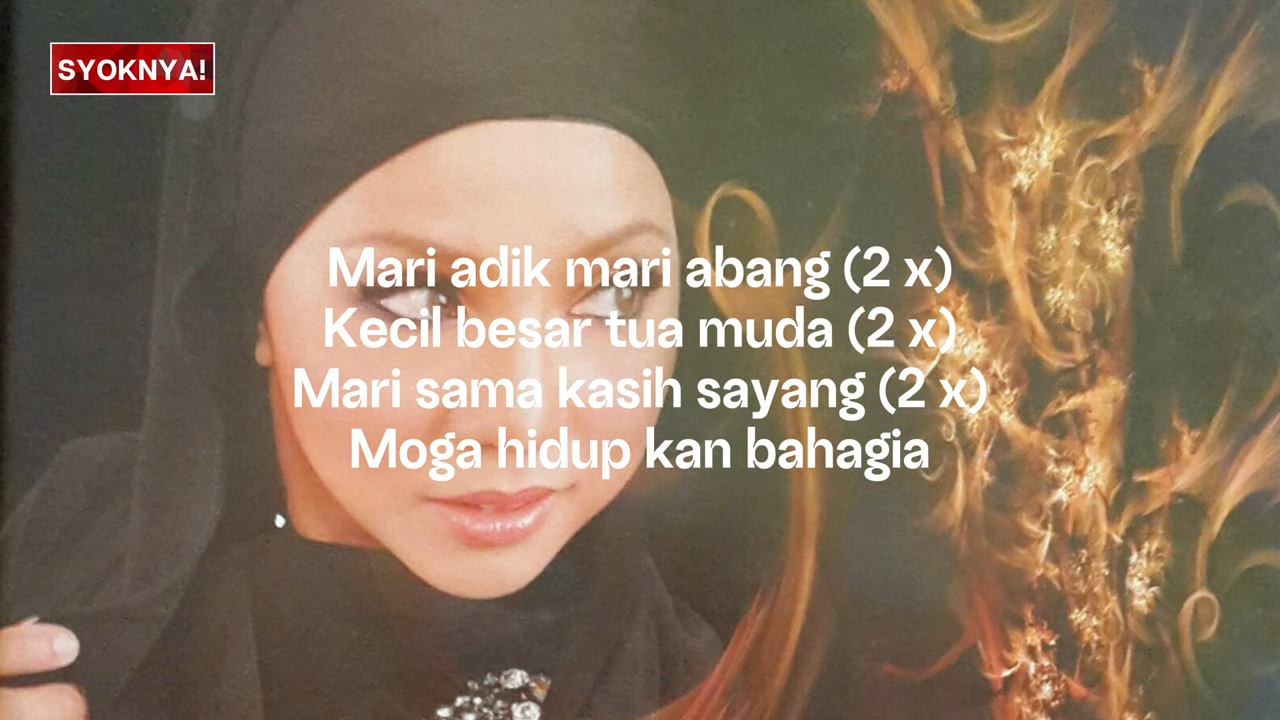 SYOKNYA!
Mari adik mari abang (2 x)
Kecil besar tua muda (2 x)
Mari sama kasih sayang (2 x)
Moga hidup kan bahagia